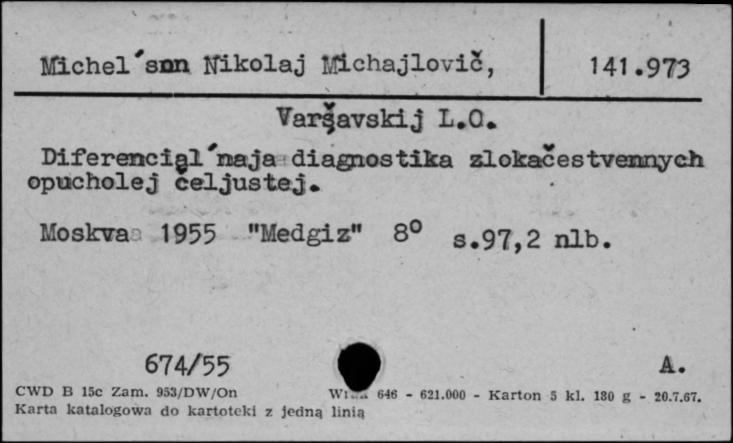 Michel'son Nikolaj Michajlovič, 141.973
Varšavskij L.O.
Diferencial'naja diagnostika zlokačestvennych
opucholej čeljustej.
Moskva 1955 "Medgiz" 8° s.97,2 nlb.
674/55 A.
CWD B 15c Zam. 953/DW/On 646 - 621.000 - Karton 5 kl. 180 g - 20.7.67.
Karta katalogowa do kartoteki z jedną linią